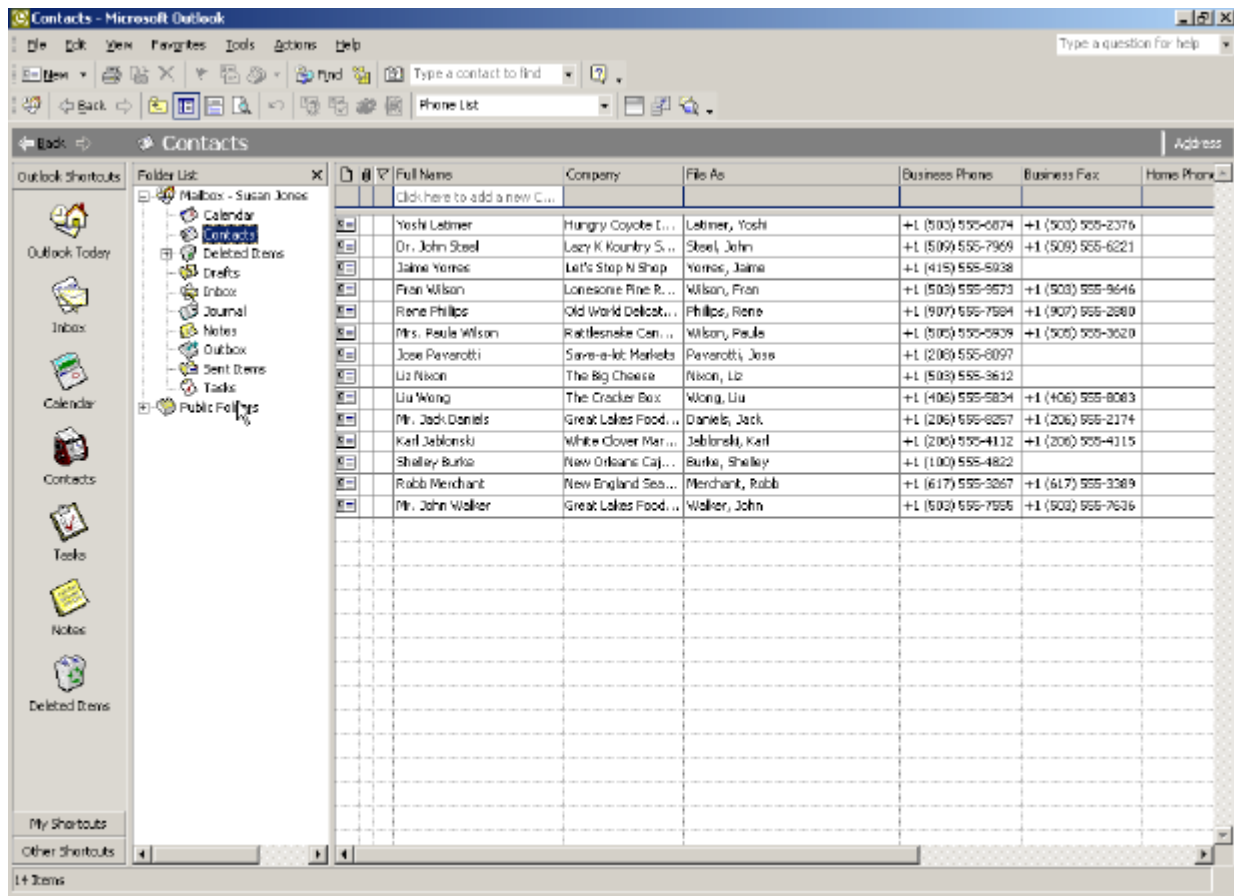 Contacts - Microsoft Outlook
File Edit View Favorites Tools Actions Help Type a question for help
New Find Type a contact to find
Back Phone List
Back Contacts Address
Outlook Shortcuts
Outlook Today
Inbox
Calendar
Contacts
Tasks
Notes
Deleted Items
My Shortcuts
Other Shortcuts
Folder List
Mailbox - Susan Jones
Calendar
Contacts
Deleted Items
Drafts
Inbox
Journal
Notes
Outbox
Sent Items
Tasks
Public Folders
Full Name Company File As Business Phone Business Fax Home Phone
Click here to add a new C...
Yoshi Latimer Hungry Coyote I... Latimer, Yoshi +1 (503) 555-6874 +1 (503) 555-2376
Dr. John Steel Lazy K Kountry S... Steel, John +1 (509) 555-7969 +1 (509) 555-6221
Jaime Yorres Let's Stop N Shop Yorres, Jaime +1 (415) 555-5938
Fran Wilson Lonesome Pine R... Wilson, Fran +1 (503) 555-9573 +1 (503) 555-9646
Rene Phillips Old World Delicat... Phillips, Rene +1 (907) 555-7584 +1 (907) 555-2880
Mrs. Paula Wilson Rattlesnake Can... Wilson, Paula +1 (505) 555-5939 +1 (505) 555-3620
Jose Pavarotti Save-a-lot Markets Pavarotti, Jose +1 (208) 555-8097
Liz Nixon The Big Cheese Nixon, Liz +1 (503) 555-3612
Liu Wong The Cracker Box Wong, Liu +1 (406) 555-5834 +1 (406) 555-8083
Mr. Jack Daniels Great Lakes Food... Daniels, Jack +1 (206) 555-8257 +1 (206) 555-2174
Karl Jablonski White Clover Mar... Jablonski, Karl +1 (206) 555-4112 +1 (206) 555-4115
Shelley Burke New Orleans Caj... Burke, Shelley +1 (100) 555-4822
Robb Merchant New England Sea... Merchant, Robb +1 (617) 555-3267 +1 (617) 555-3389
Mr. John Walker Great Lakes Food... Walker, John +1 (503) 555-7555 +1 (503) 555-7636
14 Items